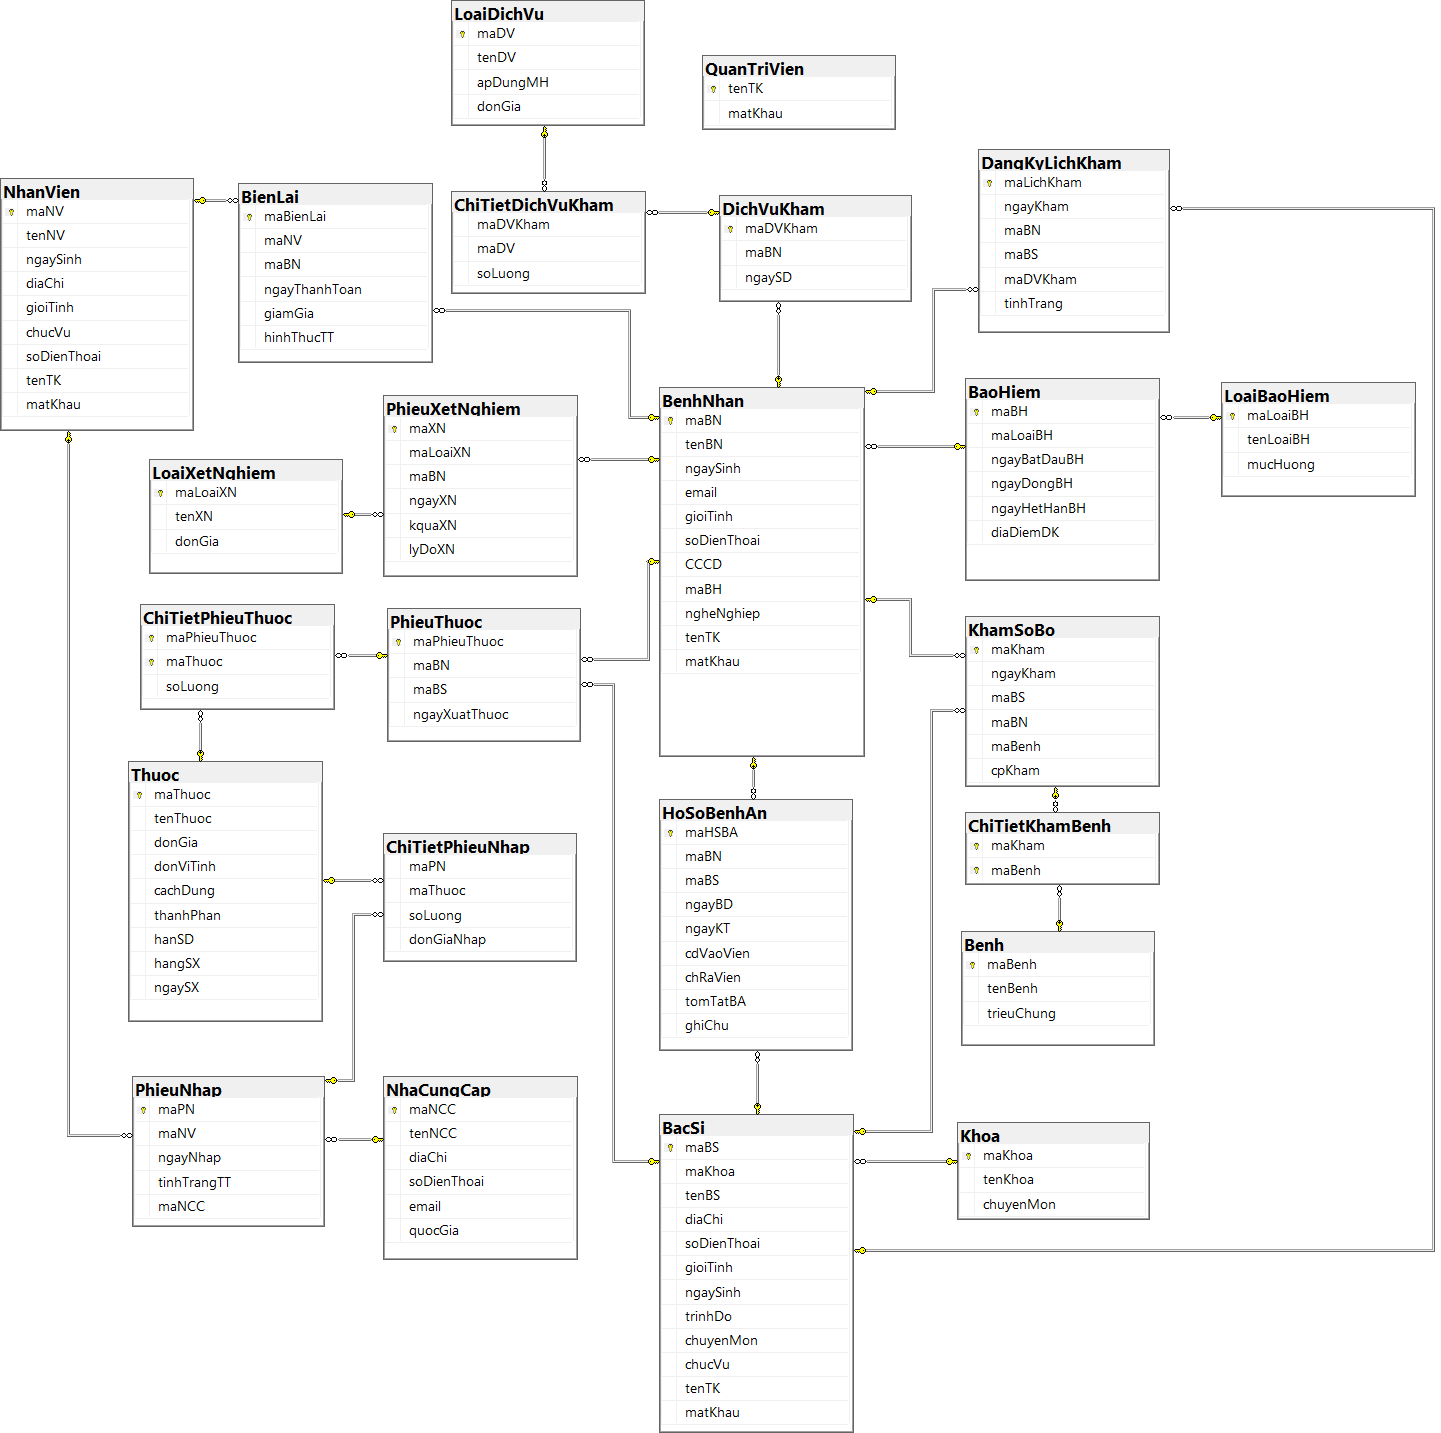 LoaiDichVu
maDV
tenDV
apDungMH
donGia
QuanTriVien
tenTK
matKhau
DangKyLichKham
maLichKham
ngayKham
maBN
maBS
maDVKham
tinhTrang
NhanVien
maNV
tenNV
ngaySinh
diaChi
gioiTinh
chucVu
soDienThoai
tenTK
matKhau
BienLai
maBienLai
maNV
maBN
ngayThanhToan
giamGia
hinhThucTT
ChiTietDichVuKham
maDVKham
maDV
soLuong
DichVuKham
maDVKham
maBN
ngaySD
BenhNhan
maBN
tenBN
ngaySinh
email
gioiTinh
soDienThoai
CCCD
maBH
ngheNghiep
tenTK
matKhau
BaoHiem
maBH
maLoaiBH
ngayBatDauBH
ngayDongBH
ngayHetHanBH
diaDiemDK
LoaiBaoHiem
maLoaiBH
tenLoaiBH
mucHuong
PhieuXetNghiem
maXN
maLoaiXN
maBN
ngayXN
kquaXN
lyDoXN
LoaiXetNghiem
maLoaiXN
tenXN
donGia
ChiTietPhieuThuoc
maPhieuThuoc
maThuoc
soLuong
PhieuThuoc
maPhieuThuoc
maBN
maBS
ngayXuatThuoc
KhamSoBo
maKham
ngayKham
maBS
maBN
maBenh
cpKham
Thuoc
maThuoc
tenThuoc
donGia
donViTinh
cachDung
thanhPhan
hanSD
hangSX
ngaySX
ChiTietPhieuNhap
maPN
maThuoc
soLuong
donGiaNhap
HoSoBenhAn
maHSBA
maBN
maBS
ngayBD
ngayKT
cdVaoVien
chRaVien
tomTatBA
ghiChu
ChiTietKhamBenh
maKham
maBenh
Benh
maBenh
tenBenh
trieuChung
PhieuNhap
maPN
maNV
ngayNhap
tinhTrangTT
maNCC
NhaCungCap
maNCC
tenNCC
diaChi
soDienThoai
email
quocGia
BacSi
maBS
maKhoa
tenBS
diaChi
soDienThoai
gioiTinh
ngaySinh
trinhDo
chuyenMon
chucVu
tenTK
matKhau
Khoa
maKhoa
tenKhoa
chuyenMon